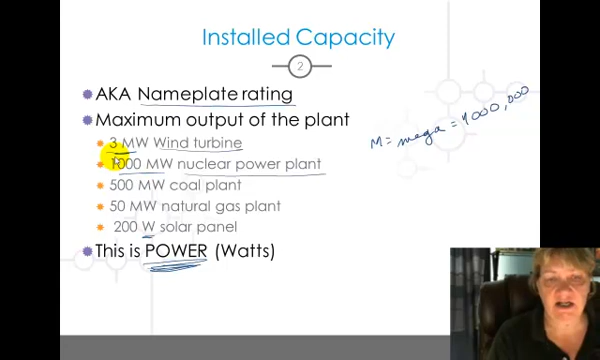 Installed Capacity
2
AKA Nameplate rating
Maximum output of the plant
3 MW Wind turbine
1000 MW nuclear power plant
500 MW coal plant
50 MW natural gas plant
200 W solar panel
This is POWER (Watts)
M = mega = 1000,000